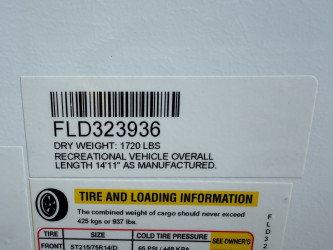 FLD323936
DRY WEIGHT: 1720 LBS
RECREATIONAL VEHICLE OVERALL
LENGTH 14'11" AS MANUFACTURED.
TIRE AND LOADING INFORMATION
The combined weight of cargo should never exceed
425 kgs or 937 lbs.
TIRE SIZE COLD TIRE PRESSURE SEE OWNER'S
FRONT ST215/75R14/D 65 PSI/448 KPA
FLD32